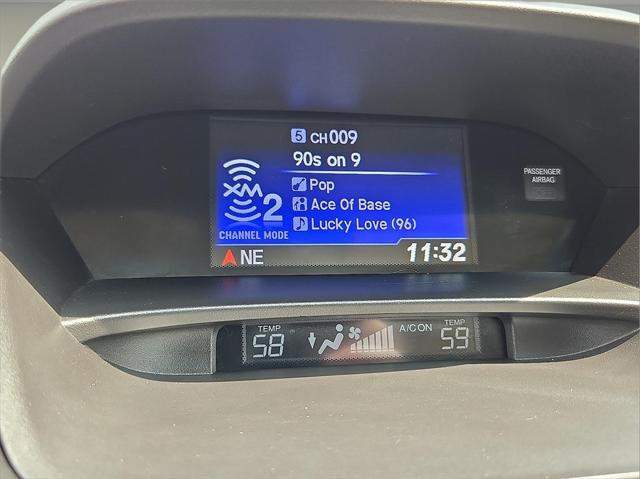 5 CH009
90s on 9
XM2
Pop
Ace Of Base
Lucky Love (96)
CHANNEL MODE
NE
11:32
PASSENGER
AIRBAG
TEMP
58
A/C ON
TEMP
59